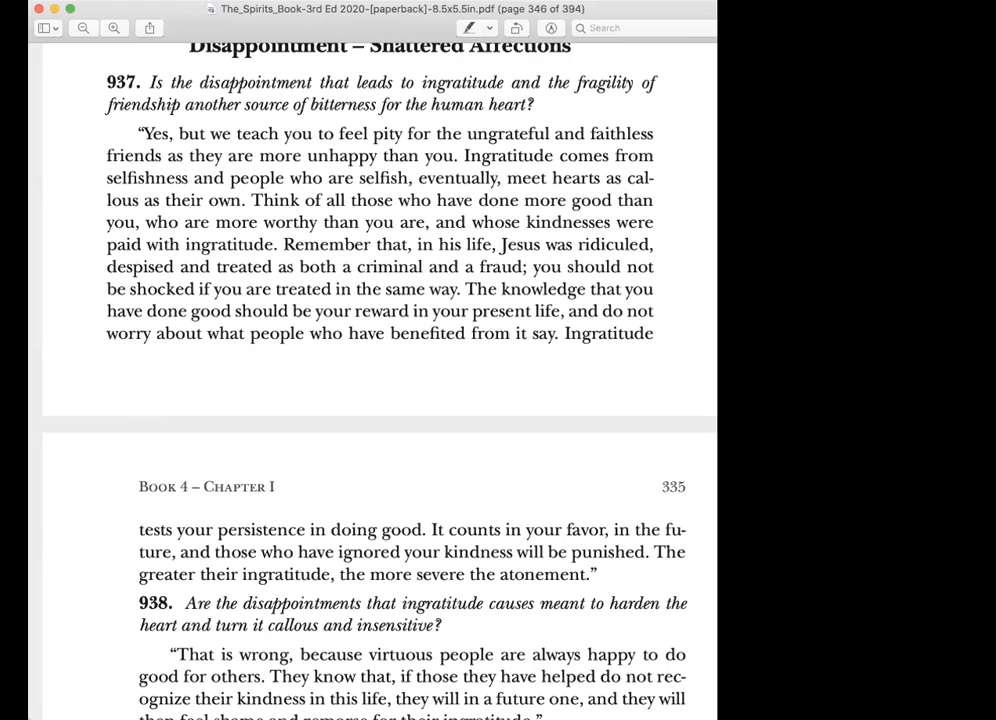 The_Spirits_Book-3rd Ed 2020-[paperback]-8.5x5.5in.pdf (page 346 of 394)
Search
Disappointment – Shattered Affections
937. Is the disappointment that leads to ingratitude and the fragility of
friendship another source of bitterness for the human heart?
“Yes, but we teach you to feel pity for the ungrateful and faithless
friends as they are more unhappy than you. Ingratitude comes from
selfishness and people who are selfish, eventually, meet hearts as cal-
lous as their own. Think of all those who have done more good than
you, who are more worthy than you are, and whose kindnesses were
paid with ingratitude. Remember that, in his life, Jesus was ridiculed,
despised and treated as both a criminal and a fraud; you should not
be shocked if you are treated in the same way. The knowledge that you
have done good should be your reward in your present life, and do not
worry about what people who have benefited from it say. Ingratitude
BOOK 4 – CHAPTER I 335
tests your persistence in doing good. It counts in your favor, in the fu-
ture, and those who have ignored your kindness will be punished. The
greater their ingratitude, the more severe the atonement.”
938. Are the disappointments that ingratitude causes meant to harden the
heart and turn it callous and insensitive?
“That is wrong, because virtuous people are always happy to do
good for others. They know that, if those they have helped do not rec-
ognize their kindness in this life, they will in a future one, and they will
then feel shame and remorse for their ingratitude.”